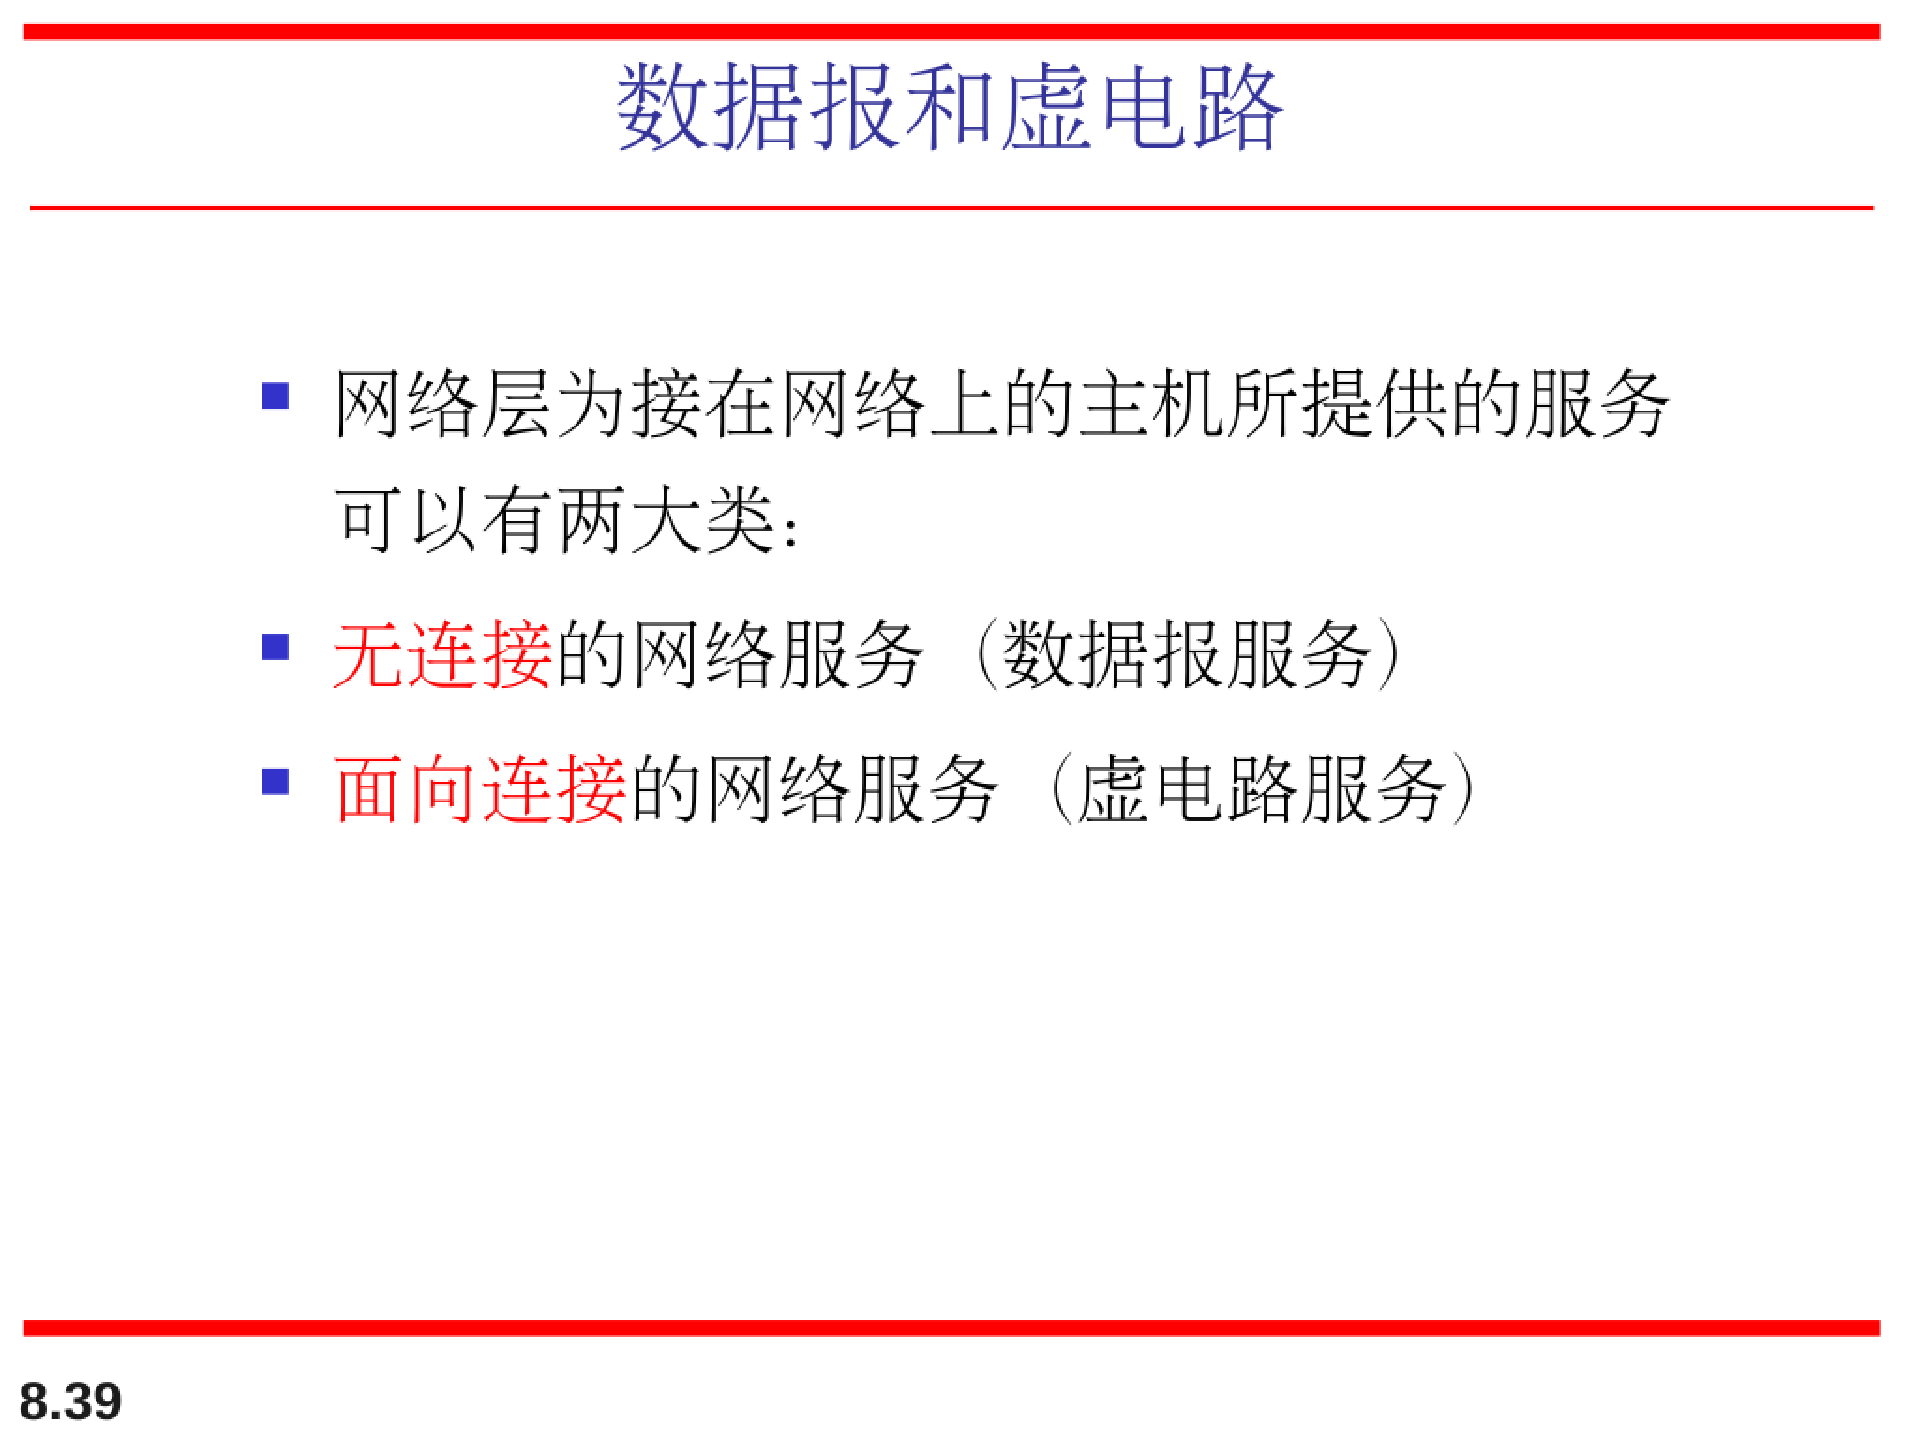 数据报和虚电路
网络层为接在网络上的主机所提供的服务
可以有两大类：
无连接的网络服务（数据报服务）
面向连接的网络服务（虚电路服务）
8.39